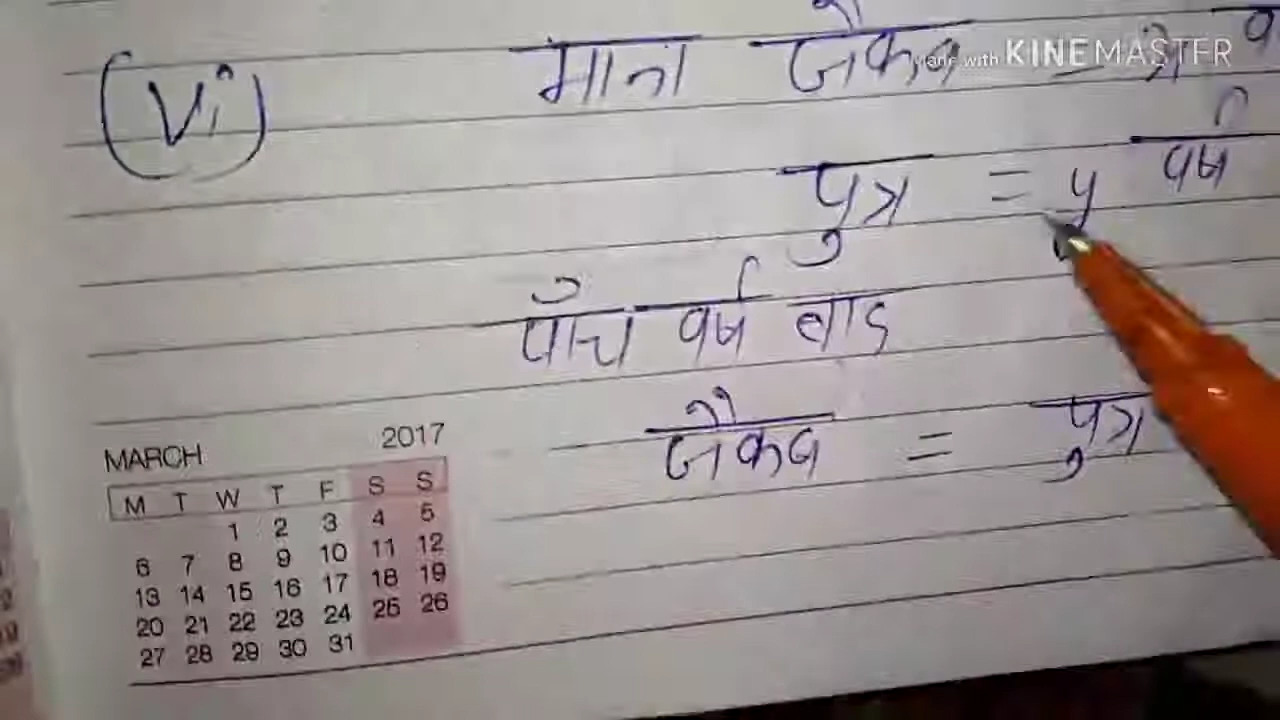 (vi) माना जैकब =
Made with KINEMASTER
पुत्र = y वर्ष
पाँच वर्ष बाद
जैकब = पुत्र
MARCH 2017
M T W T F S S
1 2 3 4 5
6 7 8 9 10 11 12
13 14 15 16 17 18 19
20 21 22 23 24 25 26
27 28 29 30 31